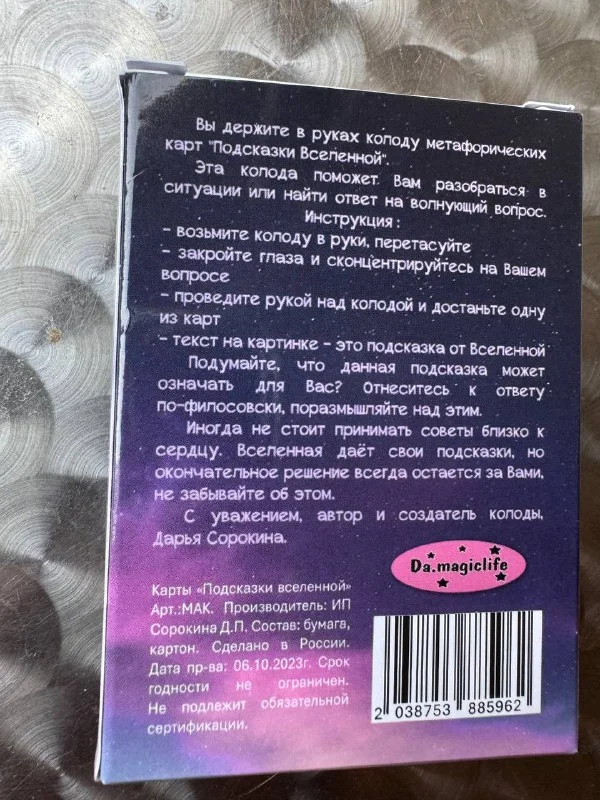 Вы держите в руках колоду метафорических
карт "Подсказки Вселенной".
Эта колода поможет Вам разобраться в
ситуации или найти ответ на волнующий вопрос.
Инструкция :
- возьмите колоду в руки, перетасуйте
- закройте глаза и сконцентрируйтесь на Вашем
вопросе
- проведите рукой над колодой и достаньте одну
из карт
- текст на картинке - это подсказка от Вселенной
Подумайте, что данная подсказка может
означать для Вас? Отнеситесь к ответу
по-филосовски, поразмышляйте над этим.
Иногда не стоит принимать советы близко к
сердцу. Вселенная даёт свои подсказки, но
окончательное решение всегда остается за Вами,
не забывайте об этом.
С уважением, автор и создатель колоды,
Дарья Сорокина.
Da.magiclife
Карты «Подсказки вселенной»
Арт.:МАК. Производитель: ИП
Сорокина Д.П. Состав: бумага,
картон. Сделано в России.
Дата пр-ва: 06.10.2023г. Срок
годности не ограничен.
Не подлежит обязательной
сертификации.
2 038753 885962